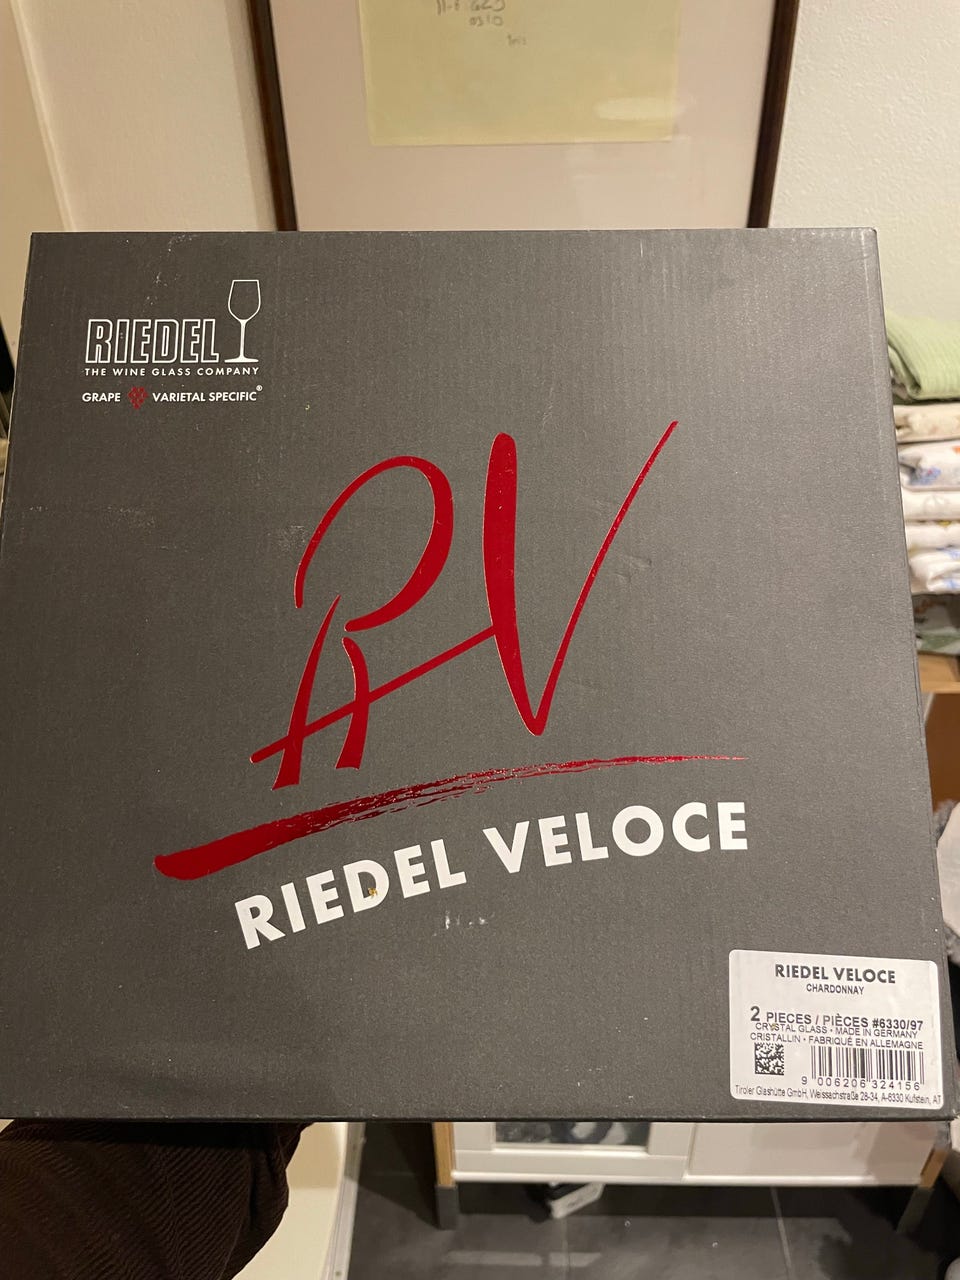 RIEDEL
THE WINE GLASS COMPANY
GRAPE VARIETAL SPECIFIC®
RV
RIEDEL VELOCE
RIEDEL VELOCE
CHARDONNAY
2 PIECES / PIÈCES #6330/97
CRYSTAL GLASS • MADE IN GERMANY
CRISTALLIN • FABRIQUÉ EN ALLEMAGNE
9 006206 324156
Tiroler Glashütte GmbH, Weissachstraße 28-34, A-6330 Kufstein, AT